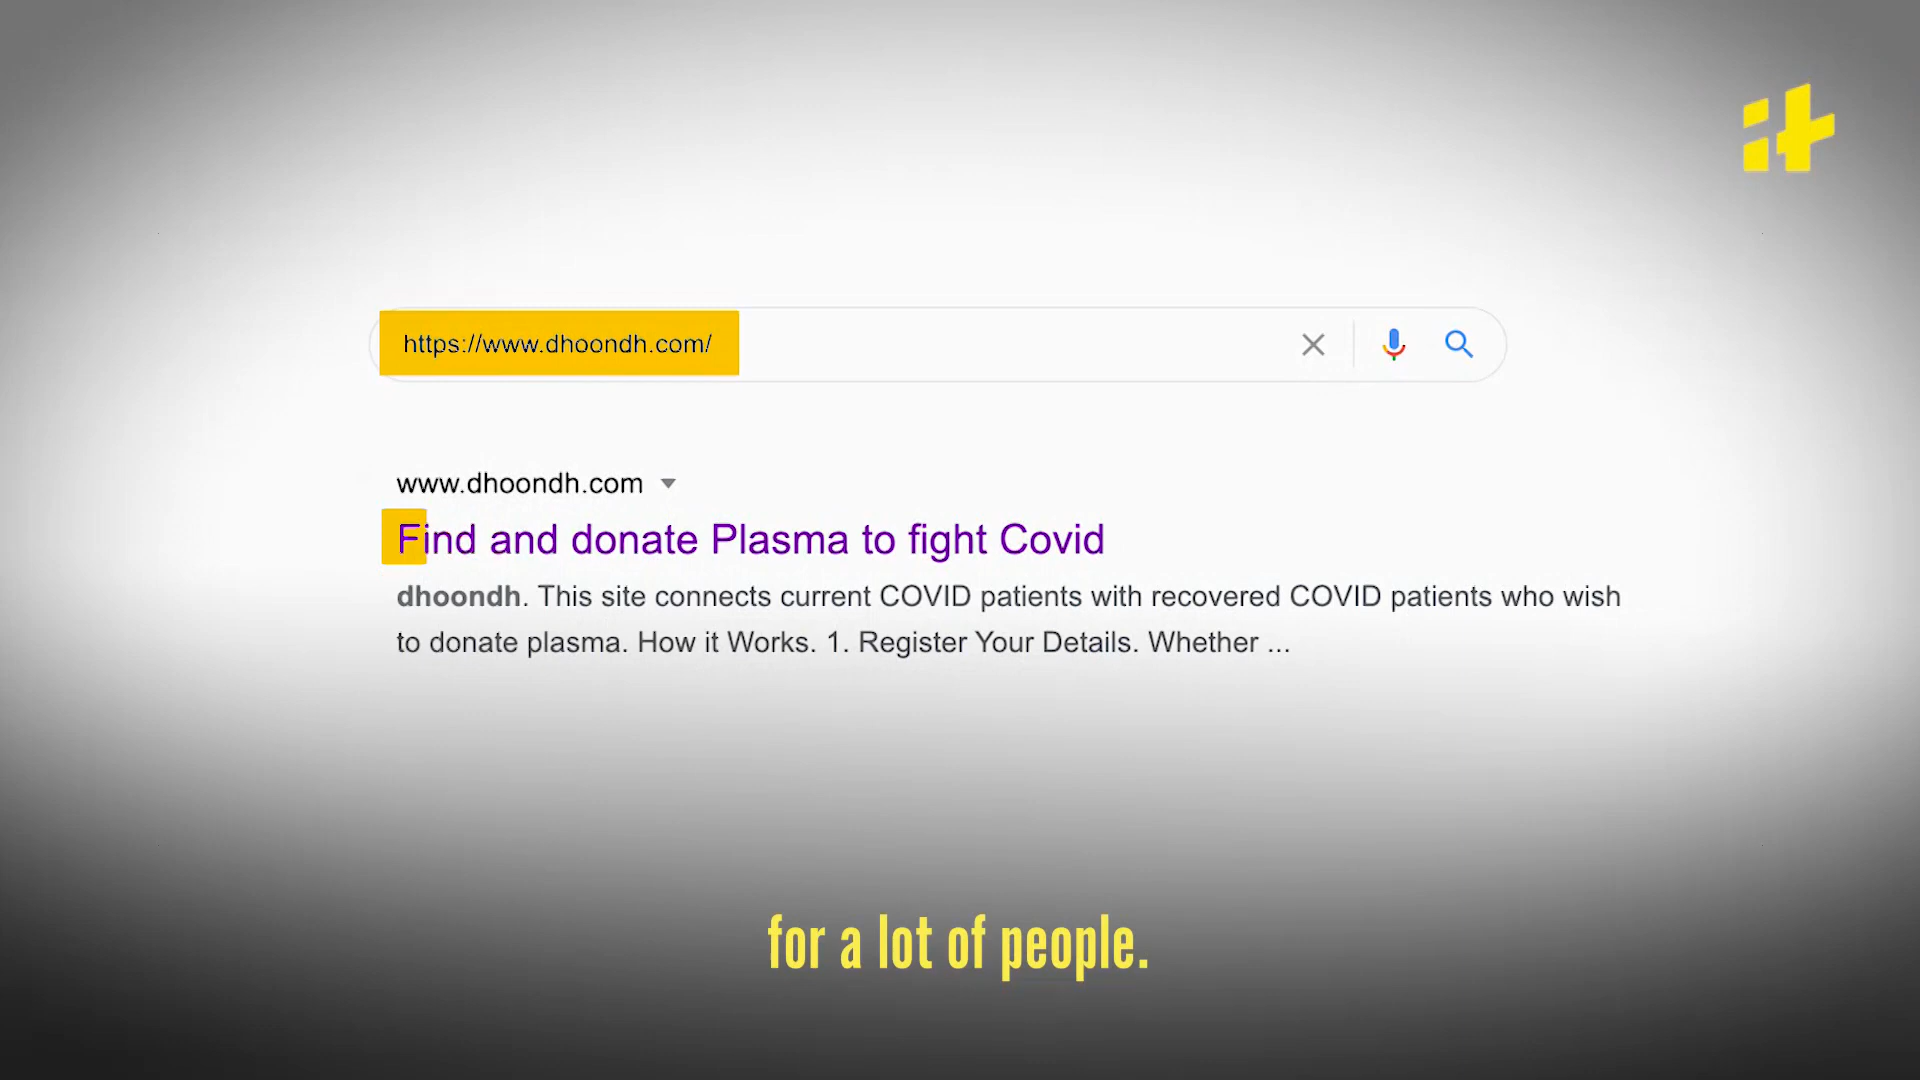 https://www.dhoondh.com/
www.dhoondh.com
Find and donate Plasma to fight Covid
dhoondh. This site connects current COVID patients with recovered COVID patients who wish
to donate plasma. How it Works. 1. Register Your Details. Whether ...
for a lot of people.